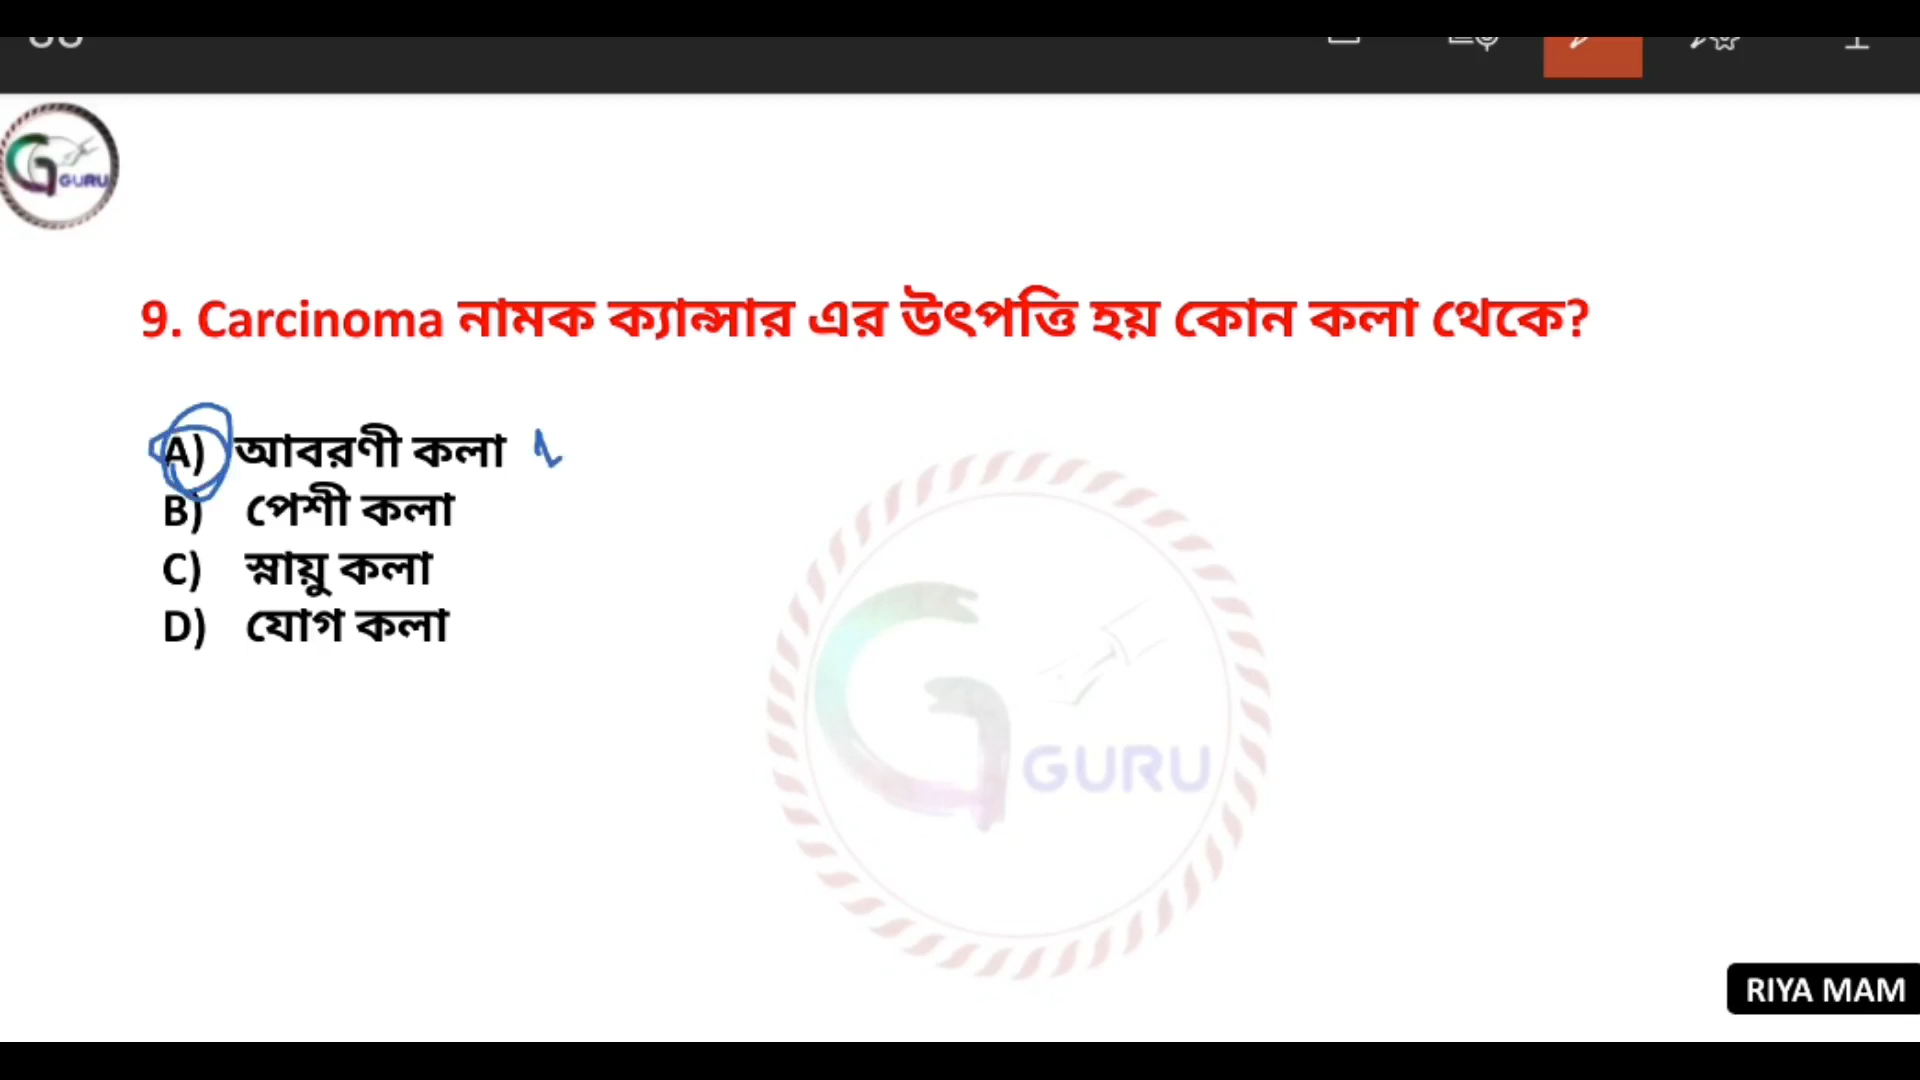 GURU
9. Carcinoma নামক ক্যান্সার এর উৎপত্তি হয় কোন কলা থেকে?
A) আবরণী কলা
B) পেশী কলা
C) স্নায়ু কলা
D) যোগ কলা
GURU
RIYA MAM